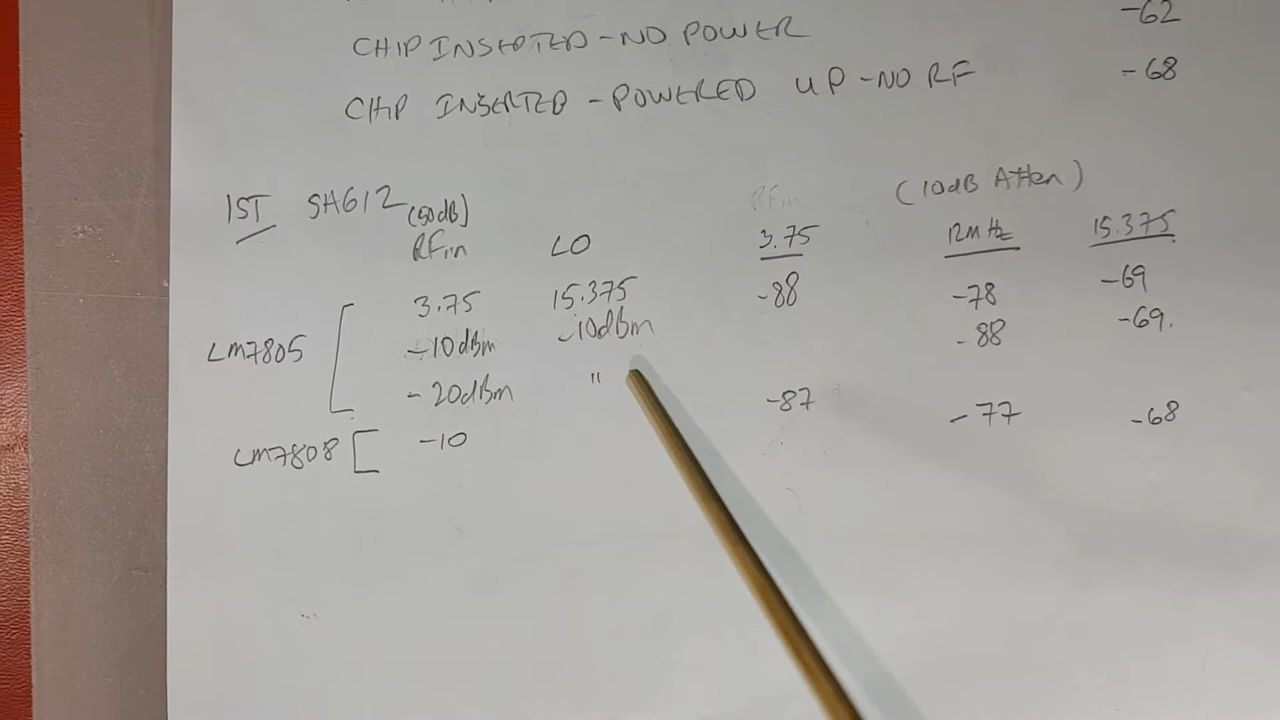 -62
CHIP INSERTED - NO POWER
CHIP INSERTED - POWERED UP - NO RF -68
1ST SA612 (50dB) RFin (10dB Atten)
RFin LO 3.75 12MHz 15.375
3.75 15.375 -88 -78 -69
LM7805 -10dBm -10dBm -88 -69.
-20dBm " -87 -77 -68
LM7808 -10